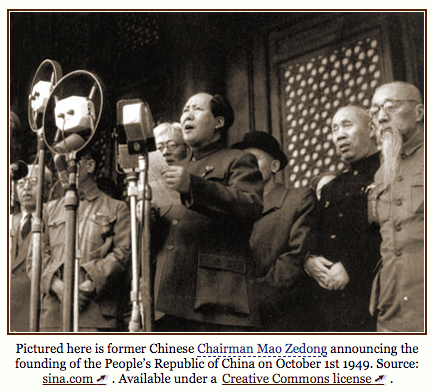 Pictured here is former Chinese Chairman Mao Zedong announcing the
founding of the People's Republic of China on October 1st 1949. Source:
sina.com . Available under a Creative Commons license .